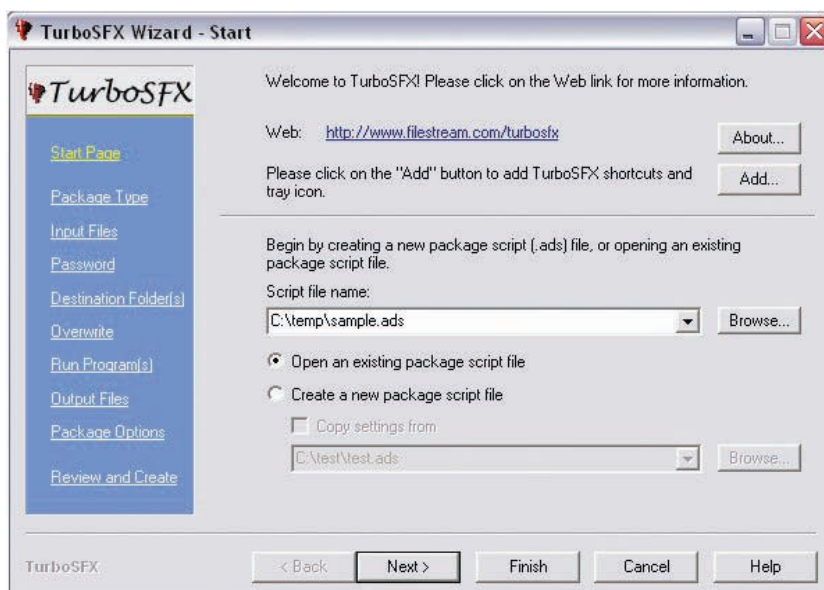 TurboSFX Wizard - Start
TurboSFX
Start Page
Package Type
Input Files
Password
Destination Folder(s)
Overwrite
Run Program(s)
Output Files
Package Options
Review and Create
Welcome to TurboSFX! Please click on the Web link for more information.
Web: http://www.filestream.com/turbosfx
About...
Please click on the "Add" button to add TurboSFX shortcuts and
tray icon.
Add...
Begin by creating a new package script (.ads) file, or opening an existing
package script file.
Script file name:
C:\temp\sample.ads
Browse...
Open an existing package script file
Create a new package script file
Copy settings from
C:\test\test.ads
Browse...
TurboSFX
< Back
Next >
Finish
Cancel
Help